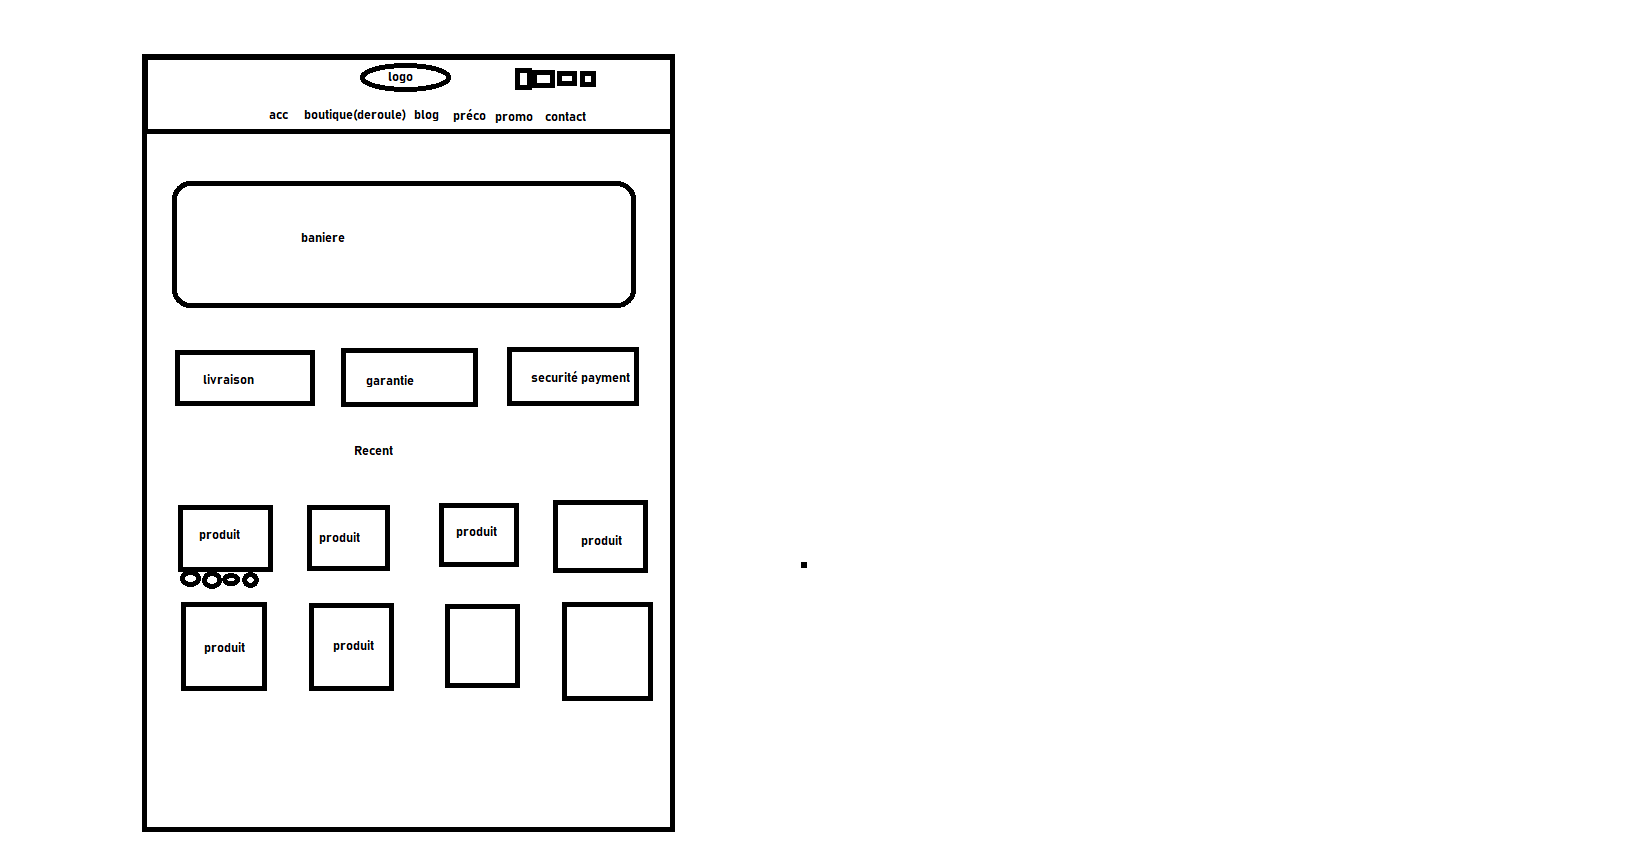 logo
acc boutique(deroule) blog préco promo contact
baniere
livraison garantie securité payment
Recent
produit produit produit produit
produit produit